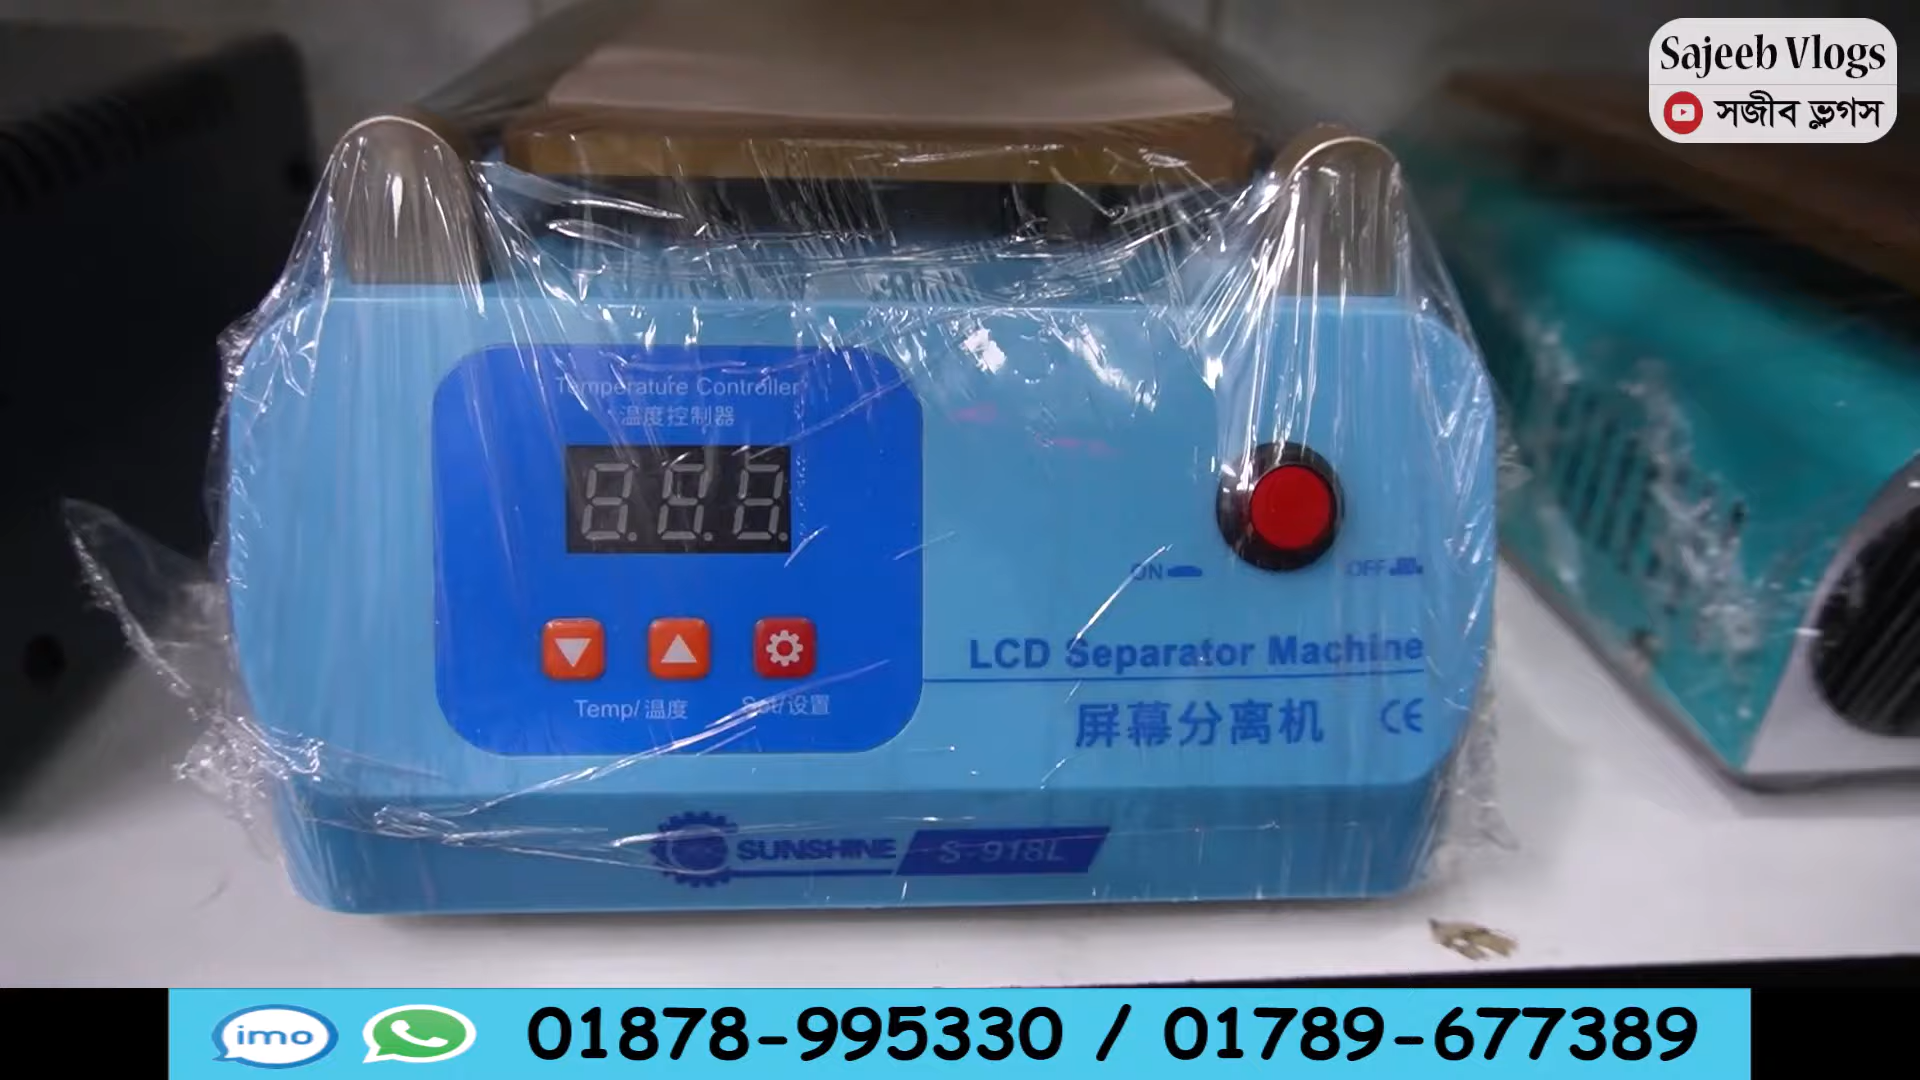 Sajeeb Vlogs
সজীব ভ্লগস
Temperature Controller
温度控制器
Temp/温度
Set/设置
ON
OFF
LCD Separator Machine
屏幕分离机
CE
SUNSHINE S-918L
imo
01878-995330 / 01789-677389